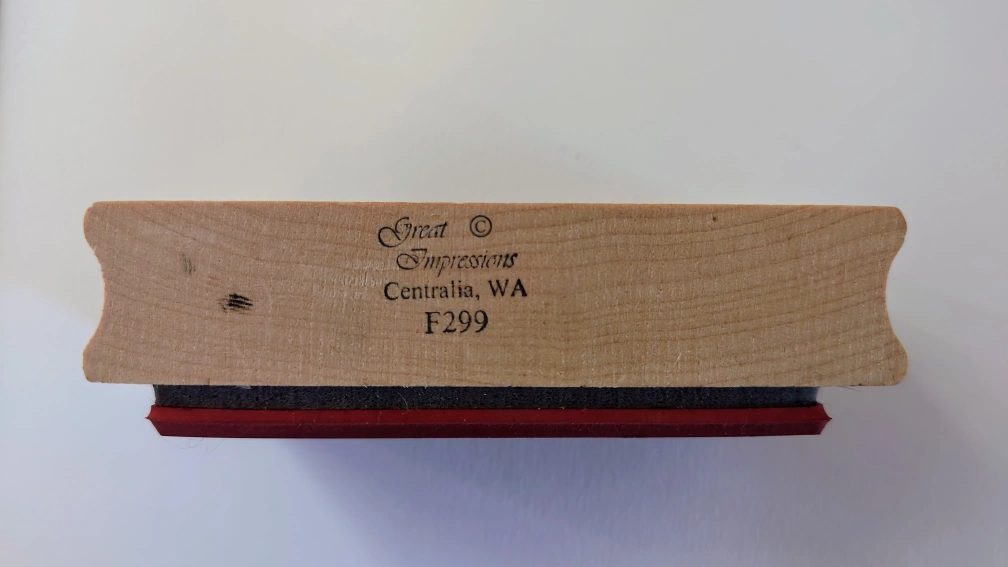 Great ©
Impressions
Centralia, WA
F299